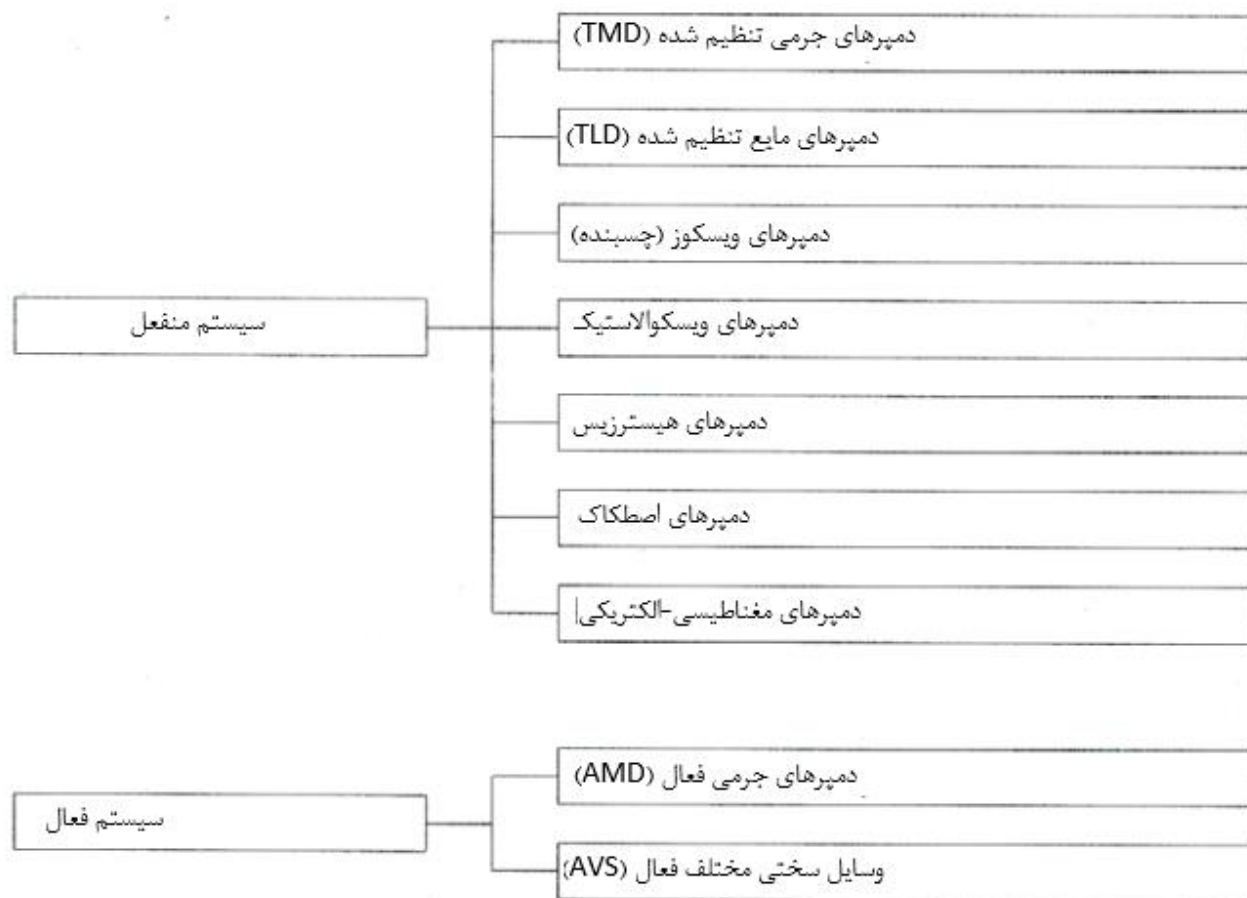 دمپرهای جرمی تنظیم شده (TMD)
دمپرهای مایع تنظیم شده (TLD)
دمپرهای ویسکوز (چسبنده)
سیستم منفعل
دمپرهای ویسکوالاستیک
دمپرهای هیسترزیس
دمپرهای اصطکاک
دمپرهای مغناطیسی-الکتریکی
دمپرهای جرمی فعال (AMD)
سیستم فعال
وسایل سختی مختلف فعال (AVS)